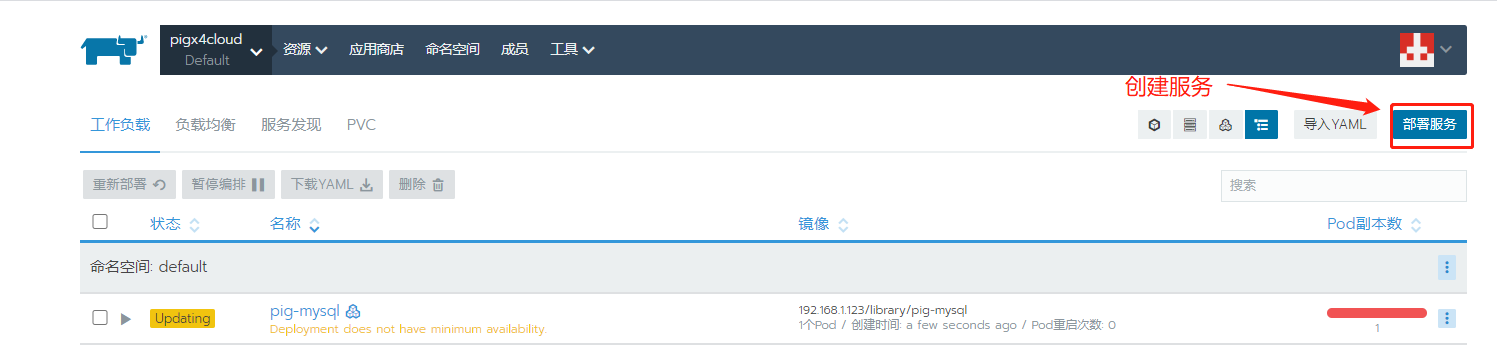 pigx4cloud
Default
资源
应用商店
命名空间
成员
工具
创建服务
工作负载
负载均衡
服务发现
PVC
导入YAML
部署服务
重新部署
暂停编排
下载YAML
删除
搜索
状态
名称
镜像
Pod副本数
命名空间: default
Updating
pig-mysql
Deployment does not have minimum availability.
192.168.1.123/library/pig-mysql
1个Pod / 创建时间: a few seconds ago / Pod重启次数: 0
1